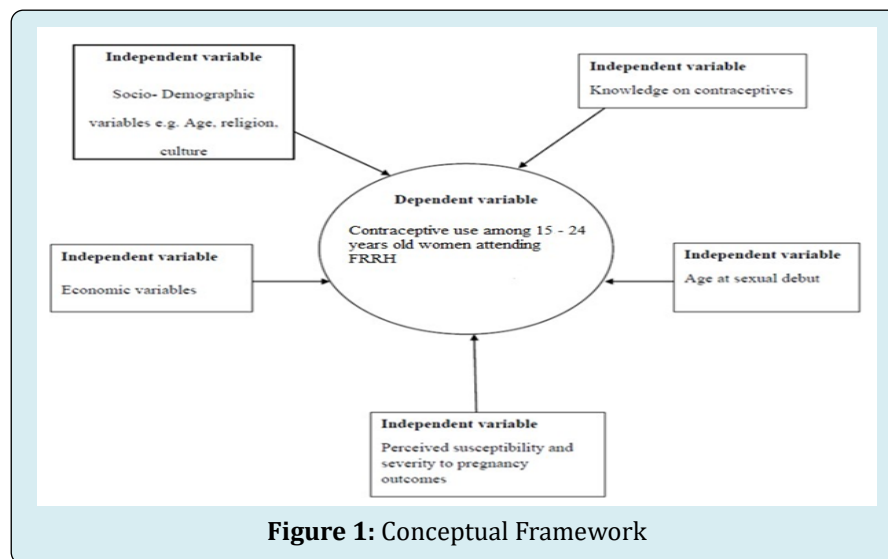 Independent variable
Socio- Demographic
variables e.g. Age, religion,
culture
Independent variable
Knowledge on contraceptives
Dependent variable
Contraceptive use among 15 - 24
years old women attending
FRRH
Independent variable
Economic variables
Independent variable
Age at sexual debut
Independent variable
Perceived susceptibility and
severity to pregnancy
outcomes
Figure 1: Conceptual Framework